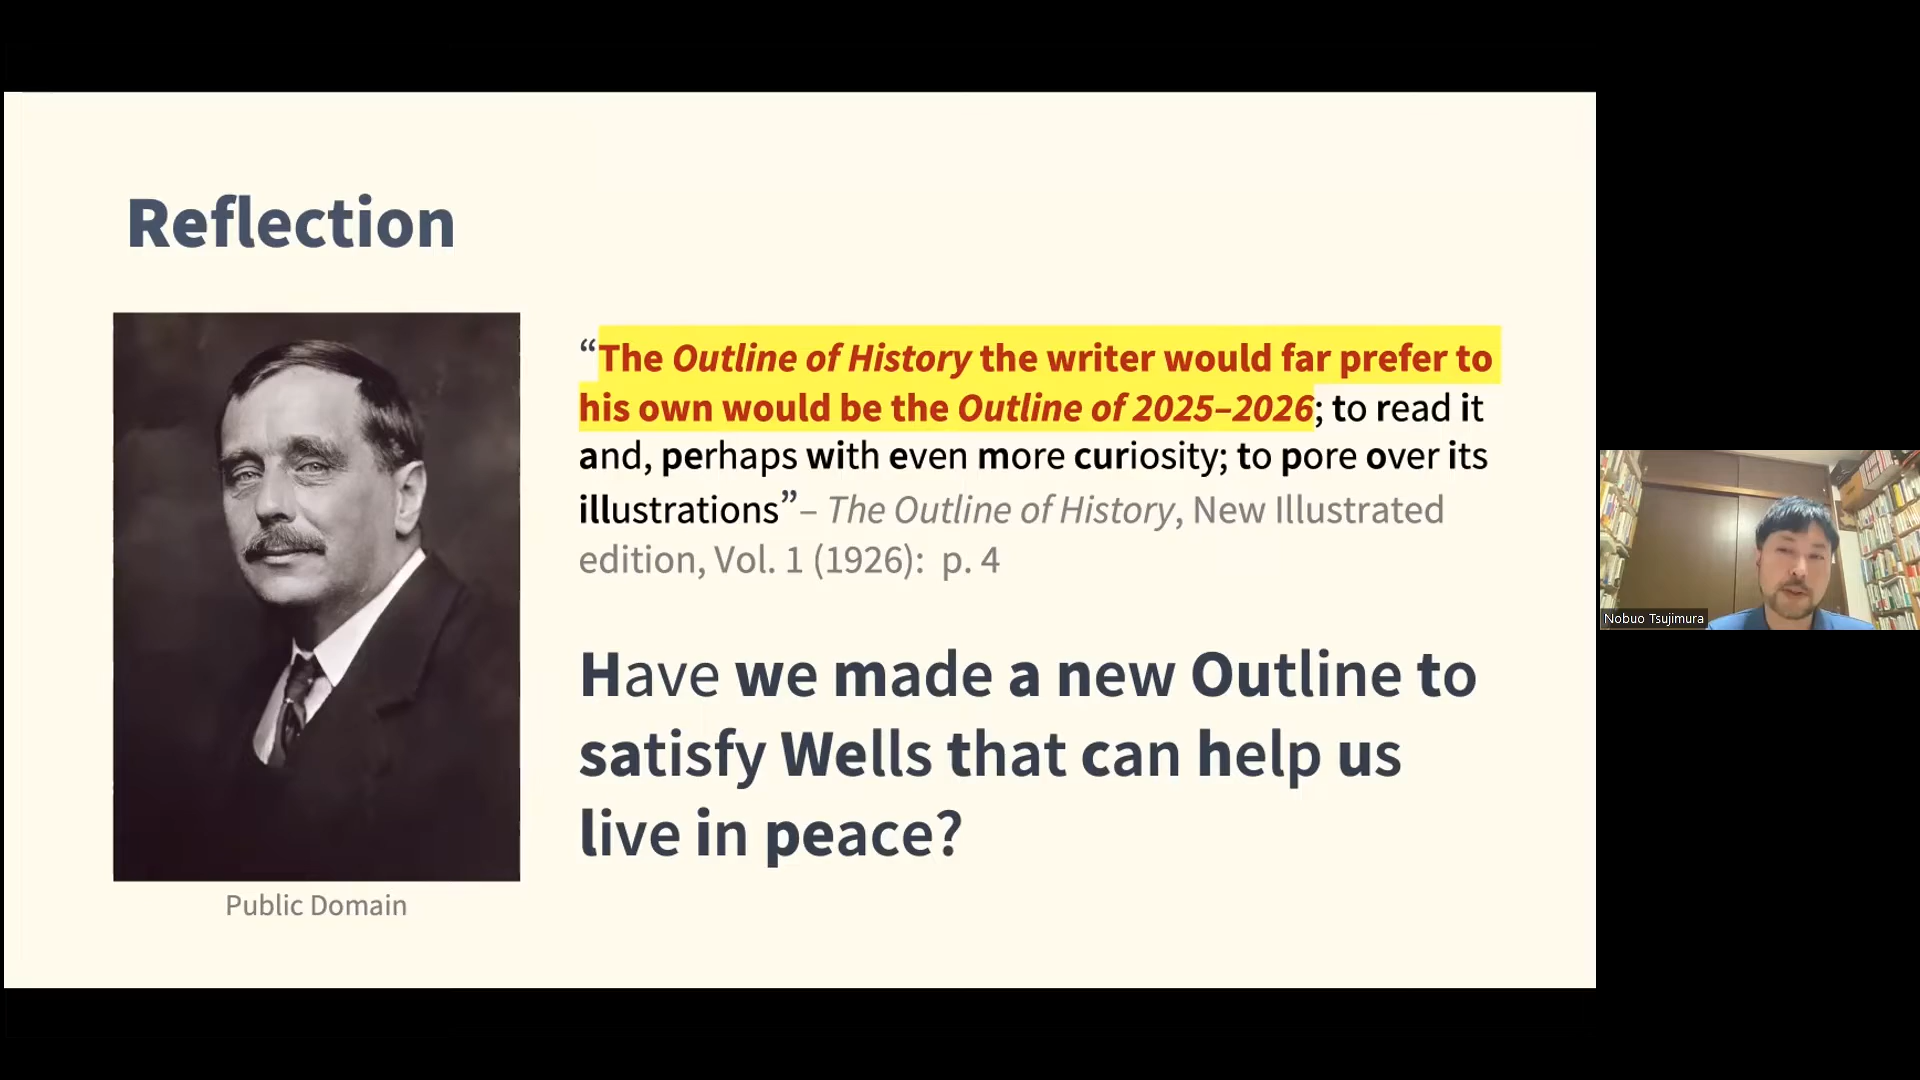 Reflection
“The Outline of History the writer would far prefer to
his own would be the Outline of 2025–2026; to read it
and, perhaps with even more curiosity; to pore over its
illustrations”– The Outline of History, New Illustrated
edition, Vol. 1 (1926): p. 4
Have we made a new Outline to
satisfy Wells that can help us
live in peace?
Public Domain
Nobuo Tsujimura